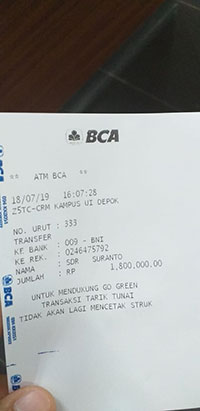 BCA
** ATM BCA **
18/07/19 16:07:28
Z5TC-CRM KAMPUS UI DEPOK
NO. URUT : 333
TRANSFER
KE BANK : 009 - BNI
KE REK. : 0246475792
NAMA : SDR SURANTO
JUMLAH : RP 1,800,000.00
UNTUK MENDUKUNG GO GREEN
TRANSAKSI TARIK TUNAI
TIDAK AKAN LAGI MENCETAK STRUK
BCA